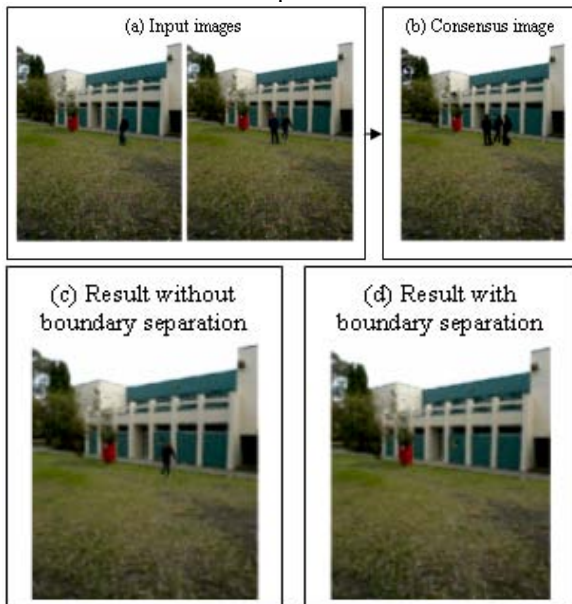 (a) Input images
(b) Consensus image
(c) Result without
boundary separation
(d) Result with
boundary separation